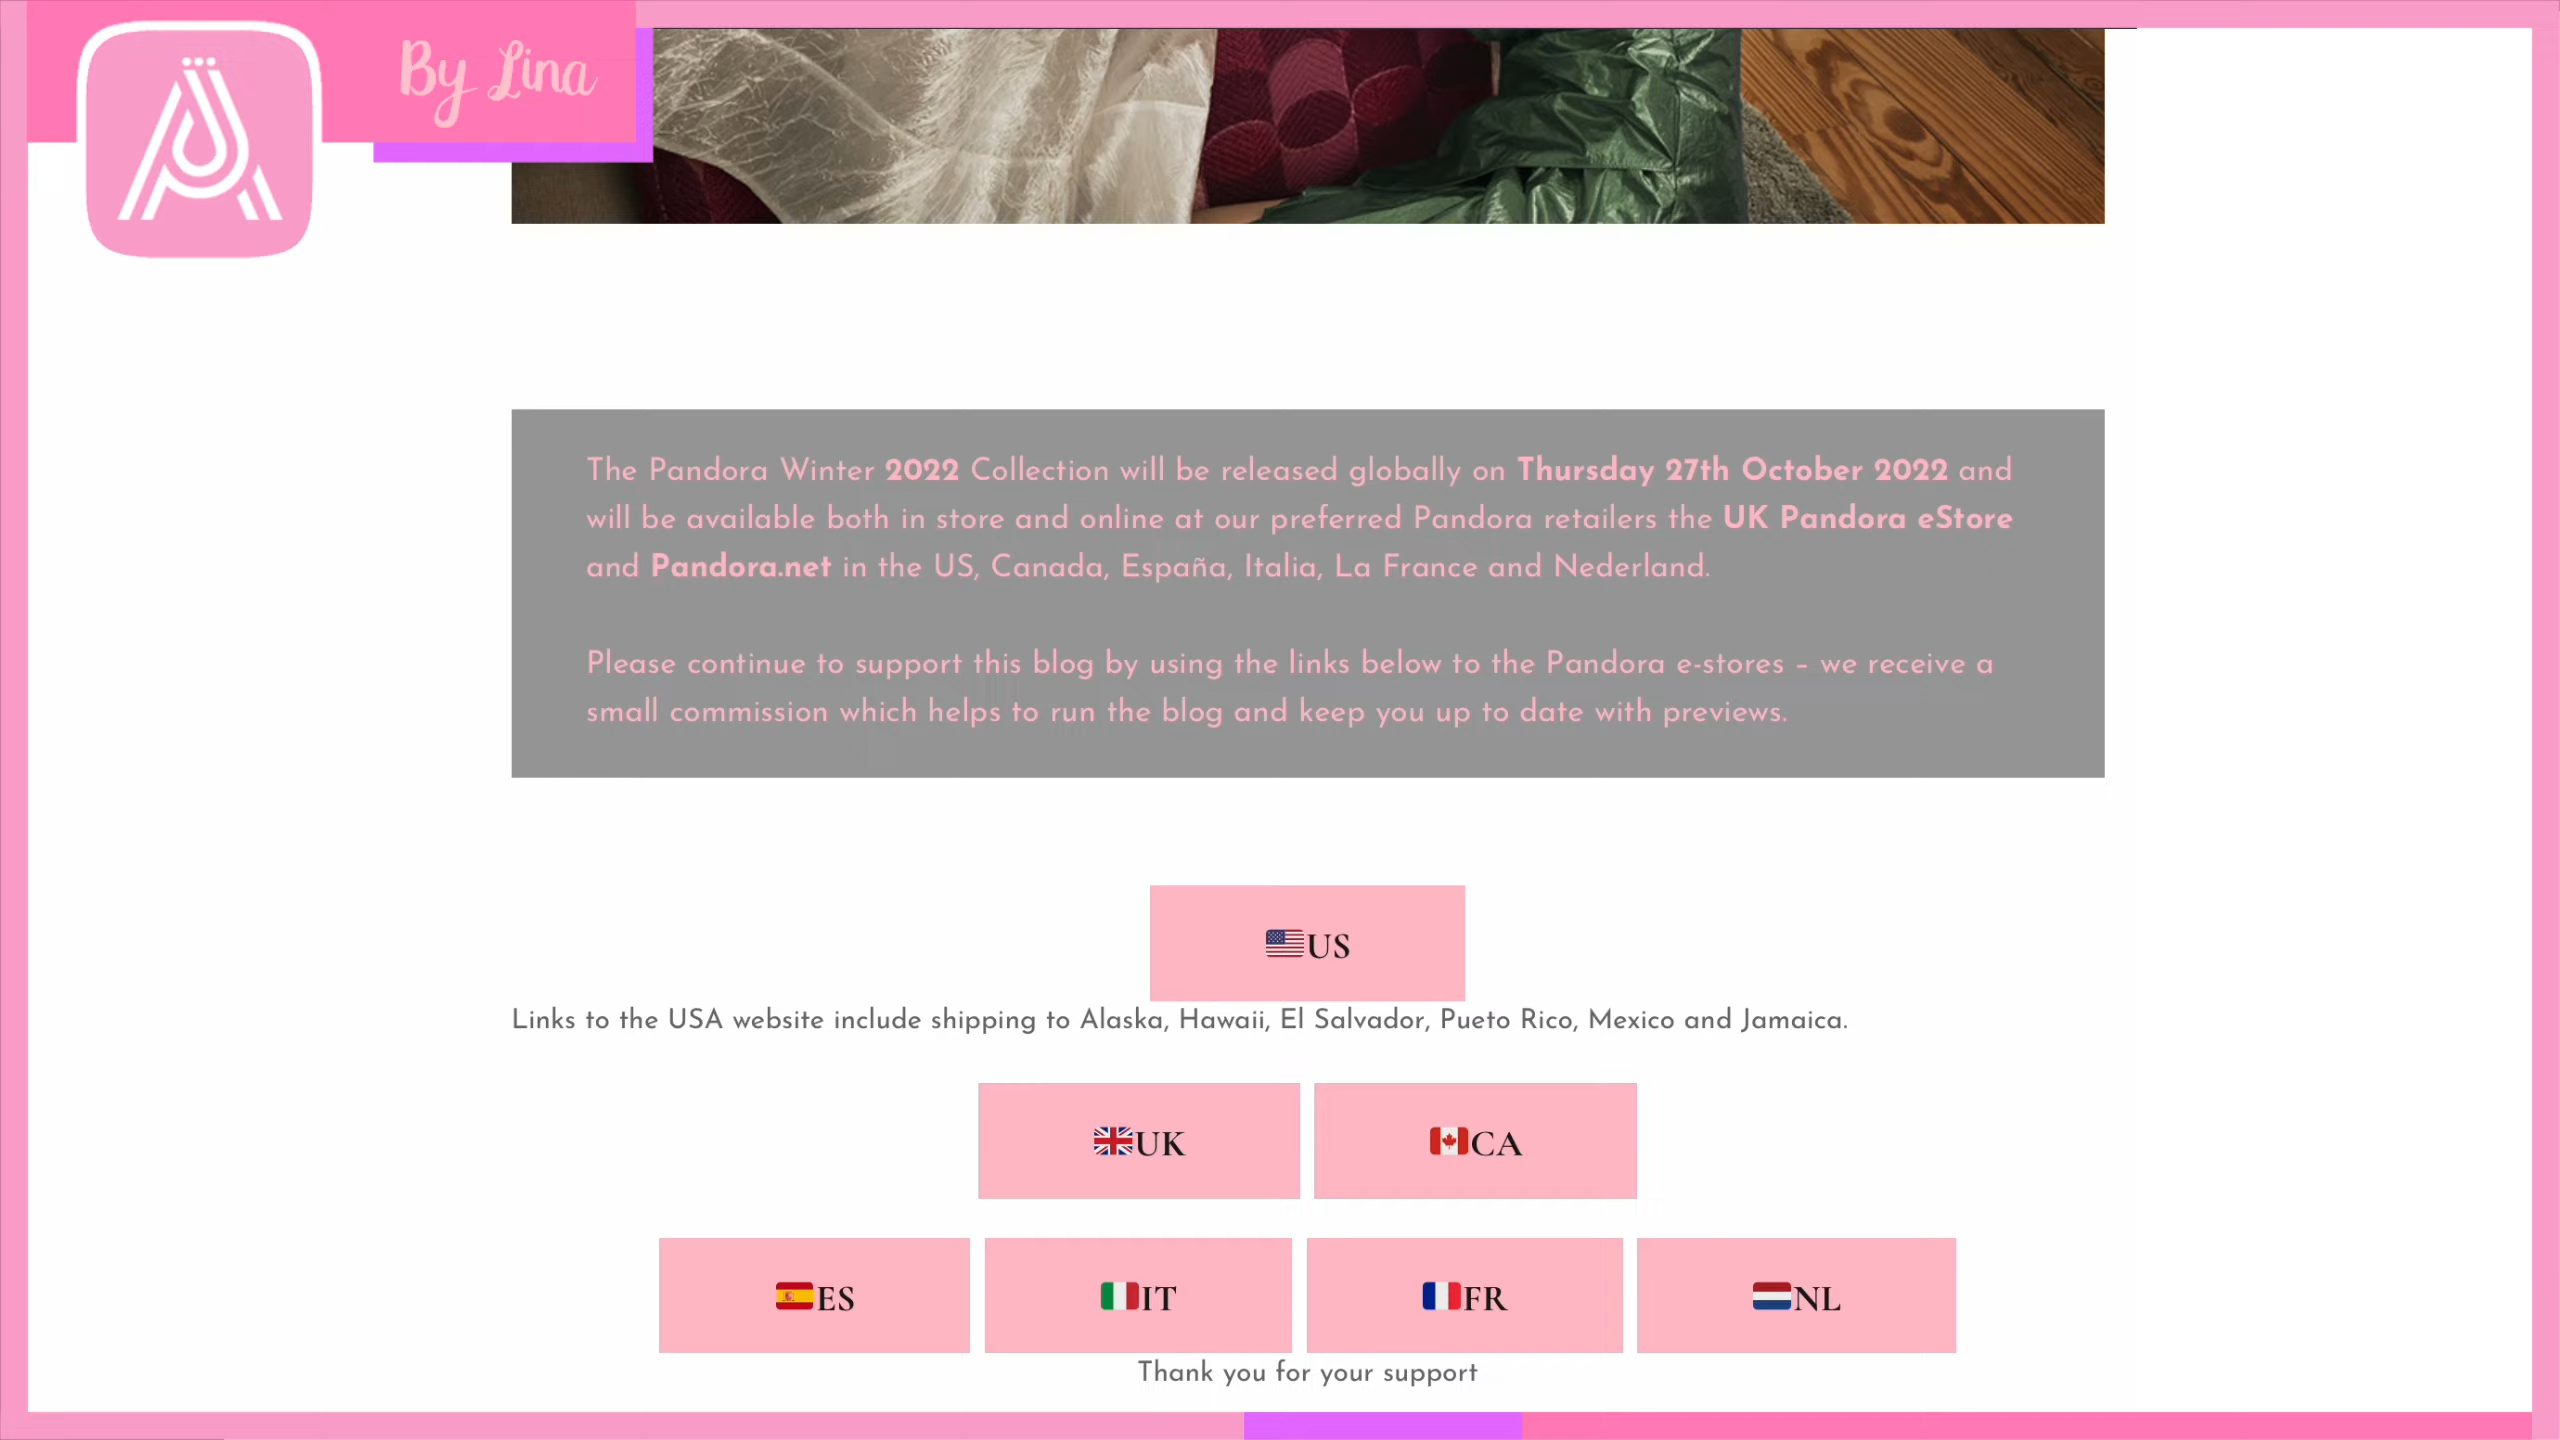 By Lina
The Pandora Winter 2022 Collection will be released globally on Thursday 27th October 2022 and
will be available both in store and online at our preferred Pandora retailers the UK Pandora eStore
and Pandora.net in the US, Canada, España, Italia, La France and Nederland.
Please continue to support this blog by using the links below to the Pandora e-stores – we receive a
small commission which helps to run the blog and keep you up to date with previews.
US
Links to the USA website include shipping to Alaska, Hawaii, El Salvador, Pueto Rico, Mexico and Jamaica.
UK CA
ES IT FR NL
Thank you for your support